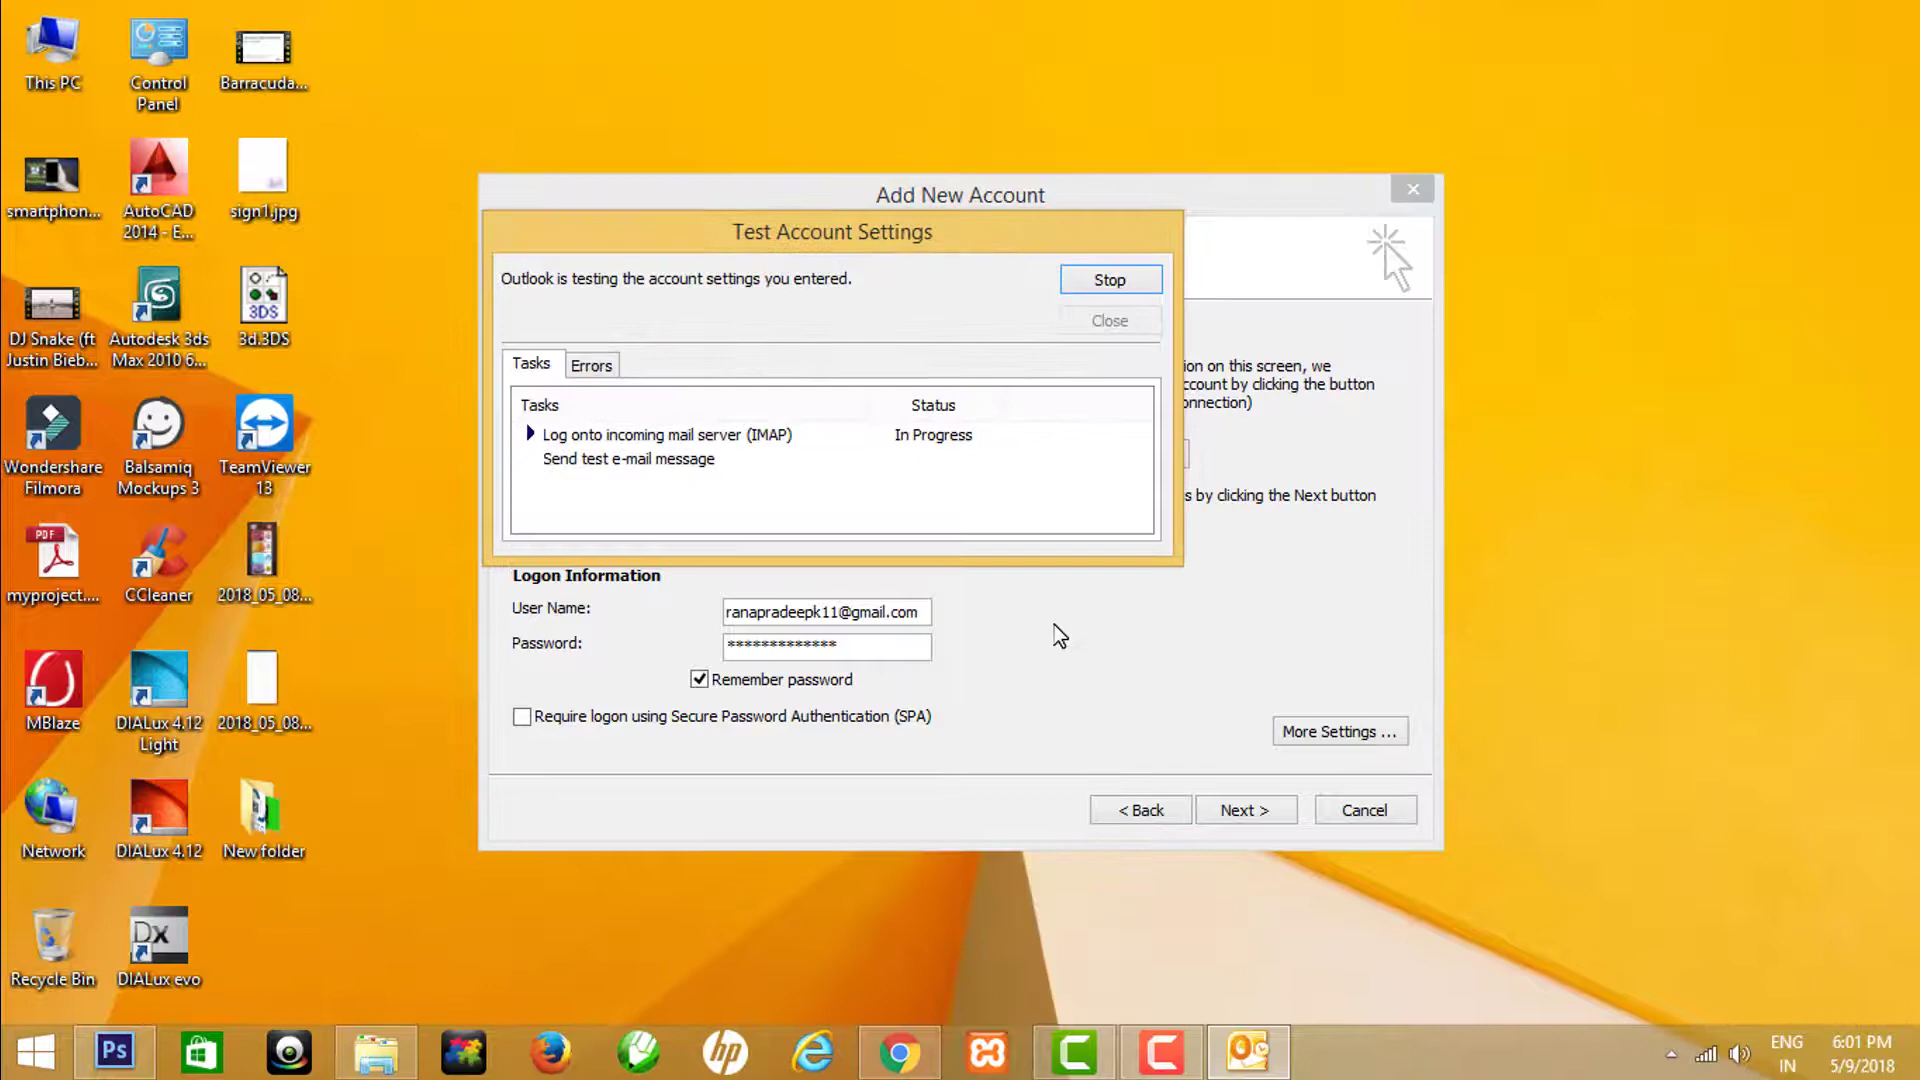 This PC
Control
Panel
Barracuda...
smartphon...
AutoCAD
2014 - E...
sign1.jpg
DJ Snake (ft
Justin Bieb...
Autodesk 3ds
Max 2010 6...
3DS
3d.3DS
Wondershare
Filmora
Balsamiq
Mockups 3
TeamViewer
13
PDF
myproject....
CCleaner
2018_05_08...
MBlaze
DIALux 4.12
Light
2018_05_08...
Network
DIALux 4.12
New folder
Recycle Bin
Dx
DIALux evo
Add New Account
Test Account Settings
Outlook is testing the account settings you entered.
Stop
Close
Tasks
Errors
Tasks
Status
Log onto incoming mail server (IMAP)
In Progress
Send test e-mail message
ion on this screen, we
ccount by clicking the button
onnection)
s by clicking the Next button
Logon Information
User Name:
ranapradeepk11@gmail.com
Password:
*************
Remember password
Require logon using Secure Password Authentication (SPA)
More Settings ...
< Back
Next >
Cancel
Ps
hp
ENG
IN
6:01 PM
5/9/2018